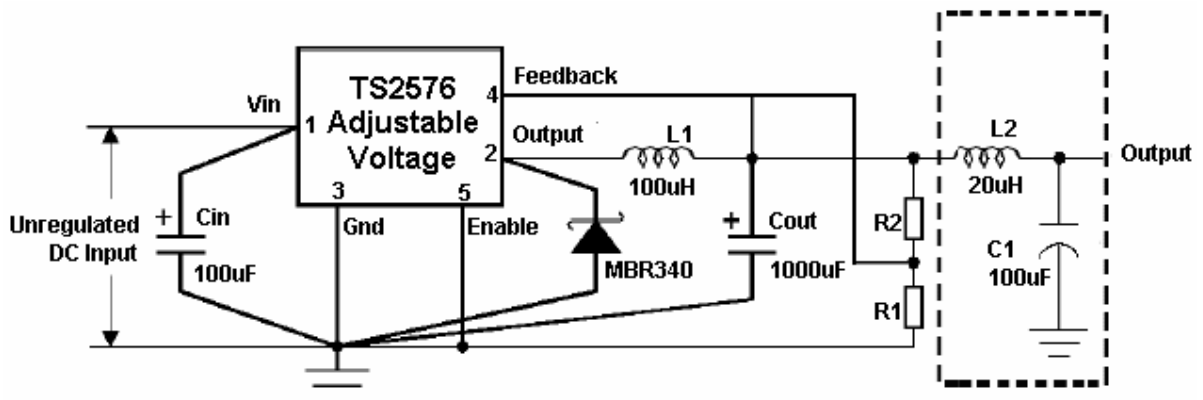 TS2576
Adjustable
Voltage
Vin
1
Feedback
4
Output
2
3
5
Gnd
Enable
Unregulated
DC Input
+
Cin
100uF
MBR340
L1
100uH
+
Cout
1000uF
R2
R1
L2
20uH
C1
100uF
Output